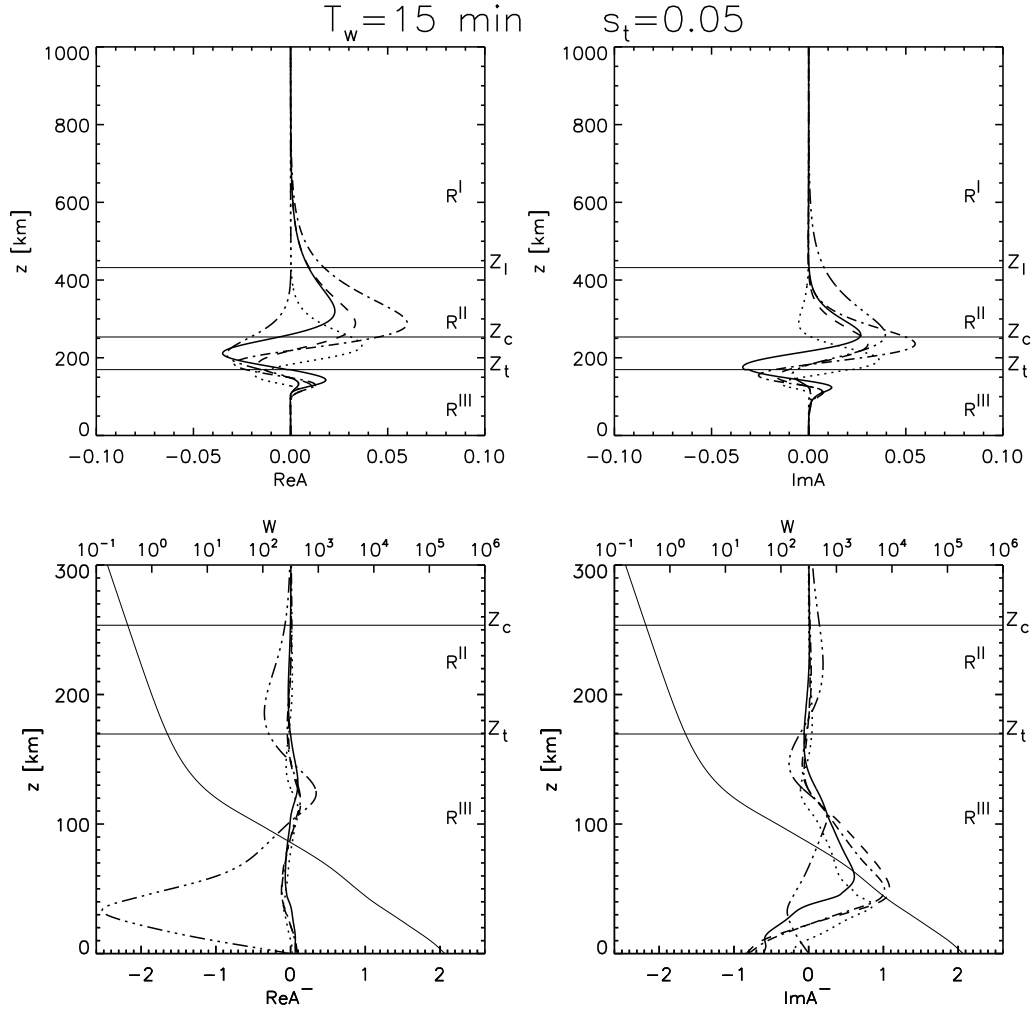 T_w=15 min s_t=0.05
1000
800
600
400
200
0
z [km]
R^I
R^II
R^III
Z_l
Z_c
Z_t
-0.10 -0.05 0.00 0.05 0.10
ReA
1000
800
600
400
200
0
z [km]
R^I
R^II
R^III
Z_l
Z_c
Z_t
-0.10 -0.05 0.00 0.05 0.10
ImA
W
10^-1 10^0 10^1 10^2 10^3 10^4 10^5 10^6
300
200
100
0
z [km]
Z_c
R^II
Z_t
R^III
-2 -1 0 1 2
ReA^-
W
10^-1 10^0 10^1 10^2 10^3 10^4 10^5 10^6
300
200
100
0
z [km]
Z_c
R^II
Z_t
R^III
-2 -1 0 1 2
ImA^-